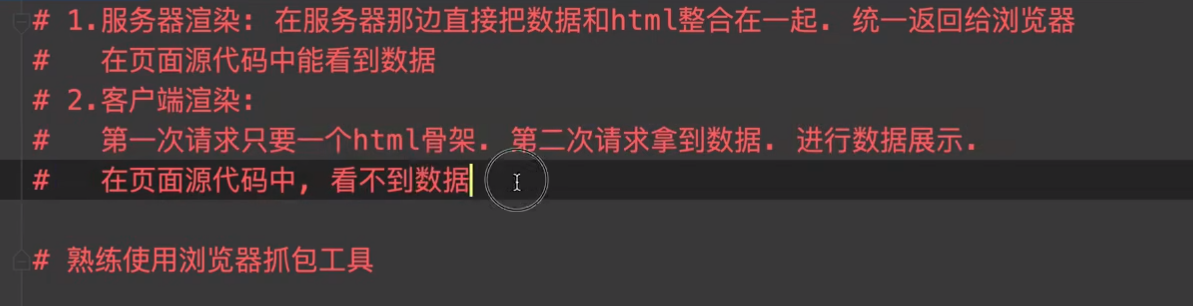 # 1.服务器渲染: 在服务器那边直接把数据和html整合在一起. 统一返回给浏览器
#   在页面源代码中能看到数据
# 2.客户端渲染:
#   第一次请求只要一个html骨架. 第二次请求拿到数据. 进行数据展示.
#   在页面源代码中, 看不到数据
# 熟练使用浏览器抓包工具